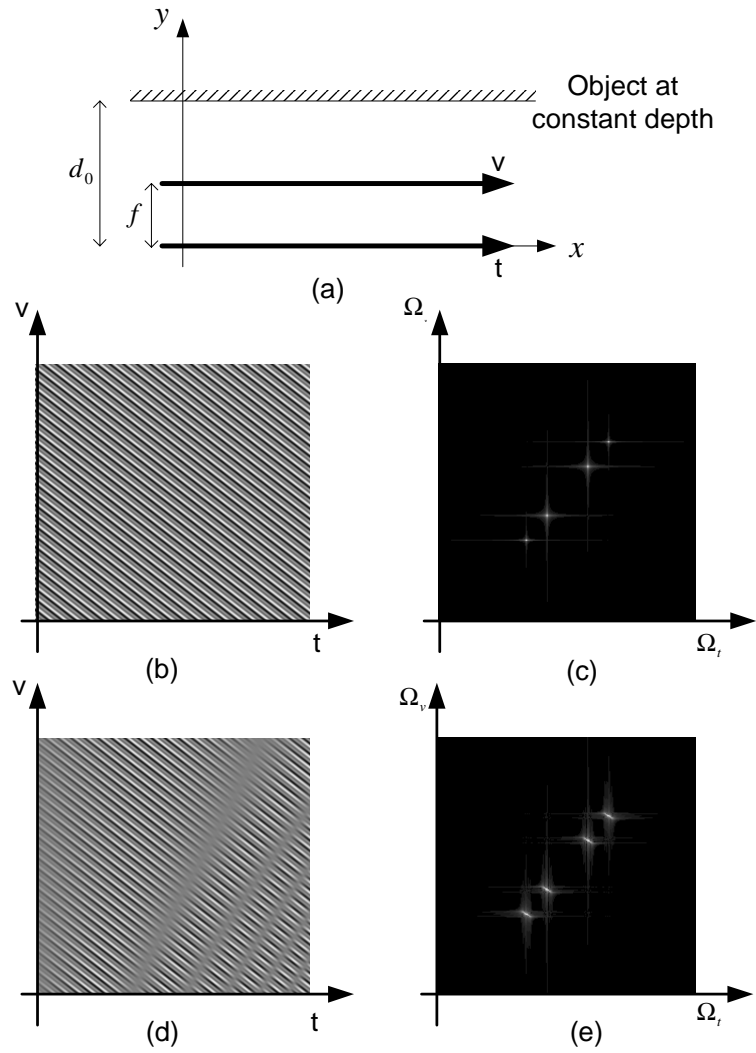 y
Object at
constant depth
d₀
v
f
x
t
(a)
v
Ω.
t
Ωₜ
(b)
(c)
v
Ωᵥ
t
Ωₜ
(d)
(e)